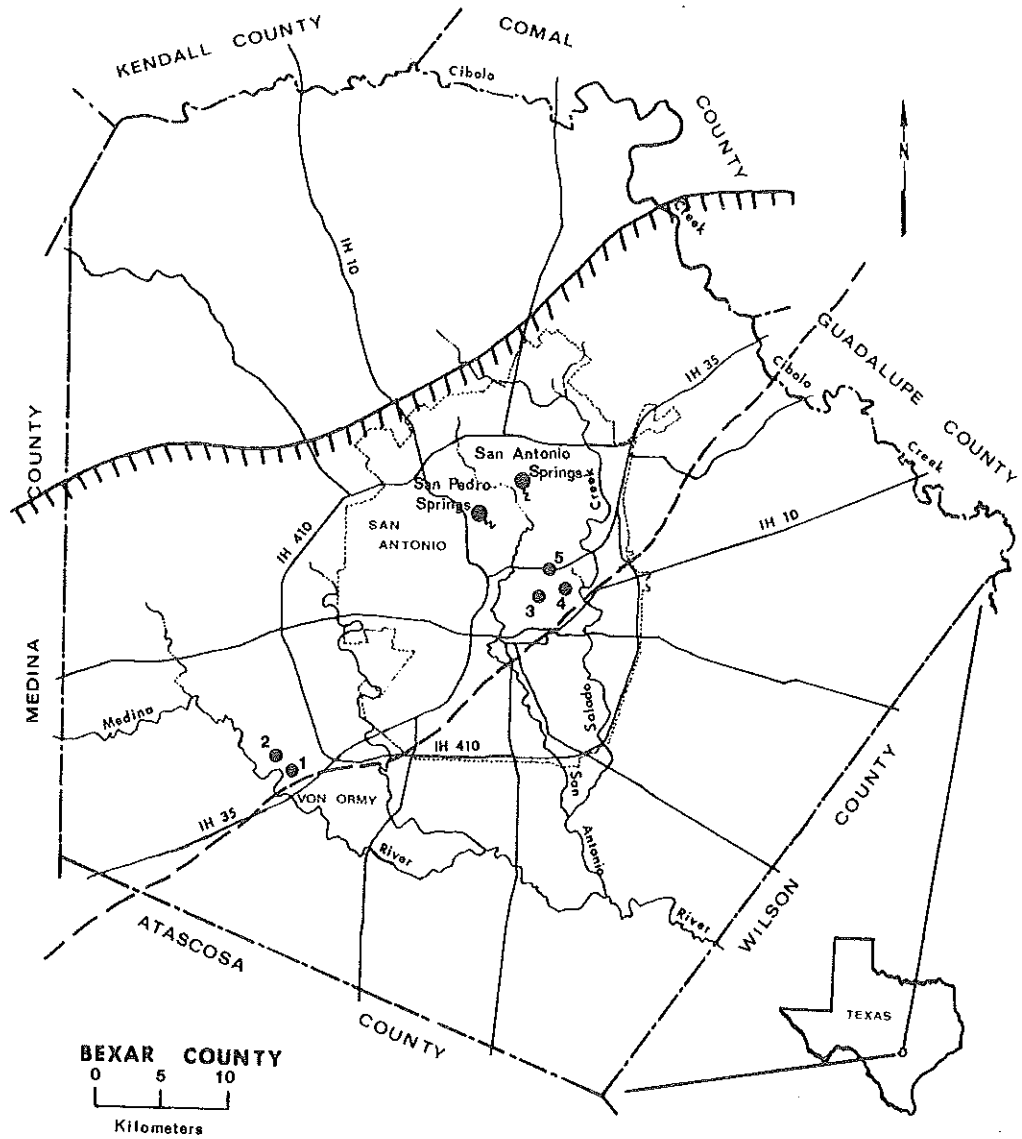 KENDALL COUNTY
COMAL
COUNTY
Cibolo
Creek
N
IH 10
GUADALUPE COUNTY
Cibolo
Creek
IH 35
COUNTY
MEDINA
San Antonio
Springs
San Pedro
Springs
Creek
IH 410
SAN
ANTONIO
IH 10
5
3
4
Medina
2
1
VON ORMY
IH 35
IH 410
Salado
San
Antonio
River
River
COUNTY
WILSON
ATASCOSA
COUNTY
TEXAS
BEXAR COUNTY
0 5 10
Kilometers